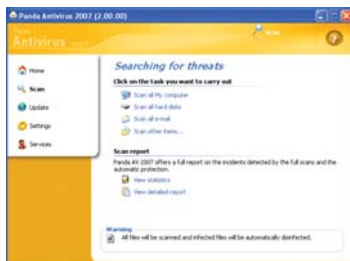 Panda Antivirus 2007 (2.00.00)
Panda
Antivirus 2007
Scan
Home
Scan
Update
Settings
Services
Searching for threats
Click on the task you want to carry out
Scan all My computer
Scan all hard disks
Scan all e-mail
Scan other items...
Scan report
Panda AV 2007 offers a full report on the incidents detected by the full scans and the
automatic protection.
View statistics
View detailed report
Warning
All files will be scanned and infected files will be automatically disinfected.